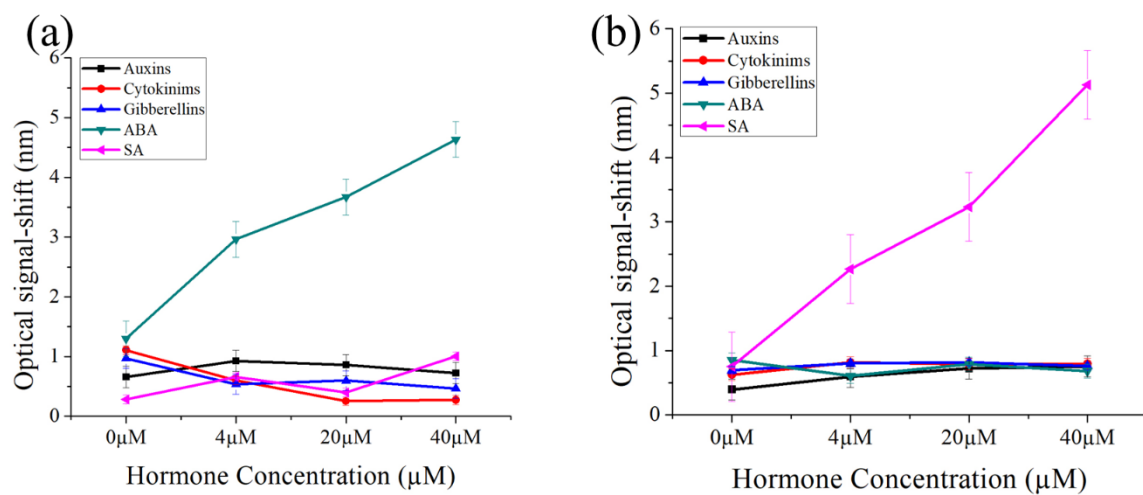 (a)
6
5
4
3
2
1
0
Optical signal-shift (nm)
Auxins
Cytokinims
Gibberellins
ABA
SA
0µM 4µM 20µM 40µM
Hormone Concentration (µM)
(b)
6
5
4
3
2
1
0
Optical signal-shift (nm)
Auxins
Cytokinims
Gibberellins
ABA
SA
0µM 4µM 20µM 40µM
Hormone Concentration (µM)